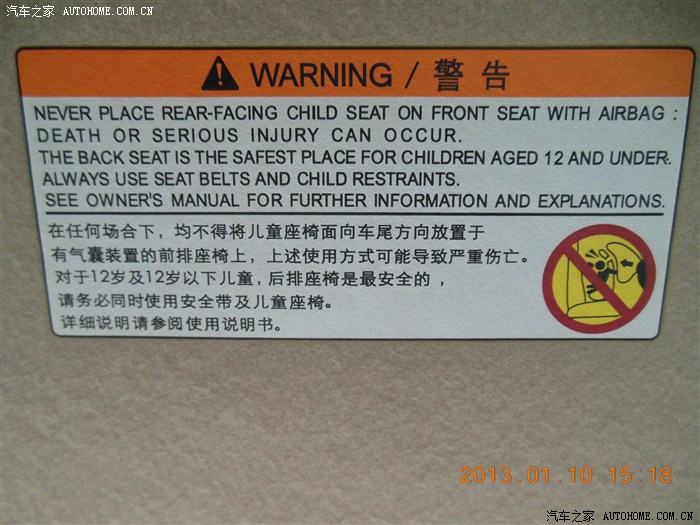 汽车之家 AUTOHOME.COM.CN
WARNING / 警告
NEVER PLACE REAR-FACING CHILD SEAT ON FRONT SEAT WITH AIRBAG :
DEATH OR SERIOUS INJURY CAN OCCUR.
THE BACK SEAT IS THE SAFEST PLACE FOR CHILDREN AGED 12 AND UNDER.
ALWAYS USE SEAT BELTS AND CHILD RESTRAINTS.
SEE OWNER'S MANUAL FOR FURTHER INFORMATION AND EXPLANATIONS.
在任何场合下，均不得将儿童座椅面向车尾方向放置于
有气囊装置的前排座椅上，上述使用方式可能导致严重伤亡。
对于12岁及12岁以下儿童，后排座椅是最安全的，
请务必同时使用安全带及儿童座椅。
详细说明请参阅使用说明书。
2013.01.10 15:18
汽车之家 AUTOHOME.COM.CN